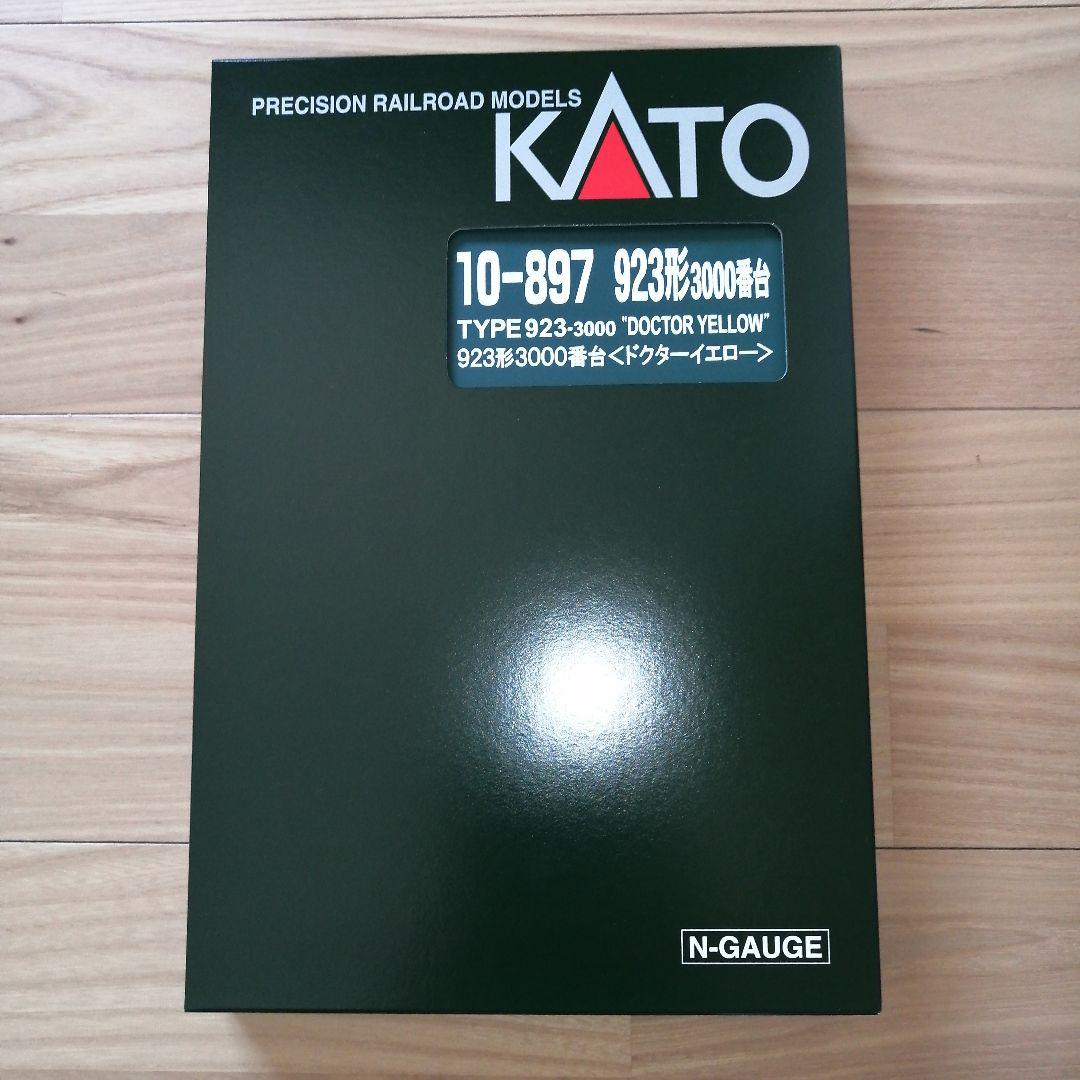 PRECISION RAILROAD MODELS
KATO
10-897 923形3000番台
TYPE 923-3000 "DOCTOR YELLOW"
923形3000番台<ドクターイエロー>
N-GAUGE